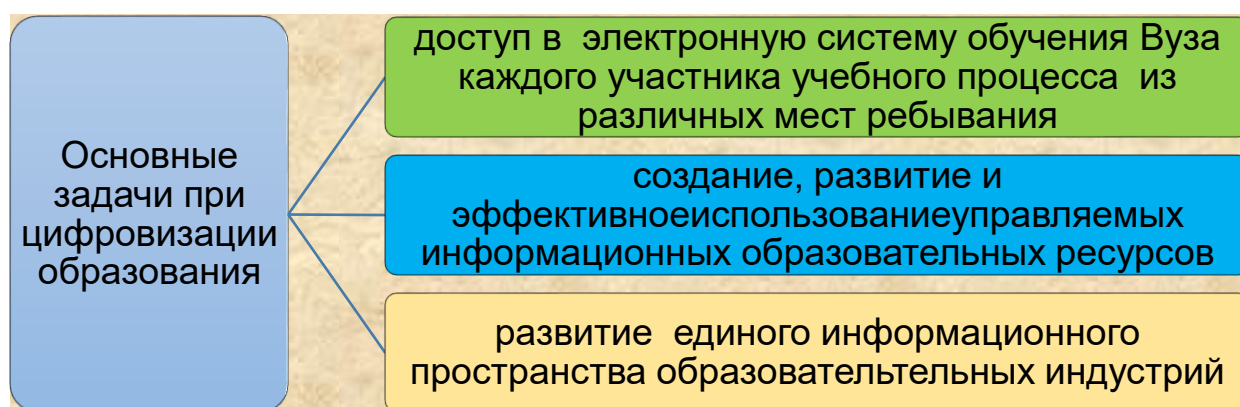 Основные
задачи при
цифровизации
образования
доступ в электронную систему обучения Вуза
каждого участника учебного процесса из
различных мест ребывания
создание, развитие и
эффективноеиспользованиеуправляемых
информационных образовательных ресурсов
развитие единого информационного
пространства образовательтельных индустрий